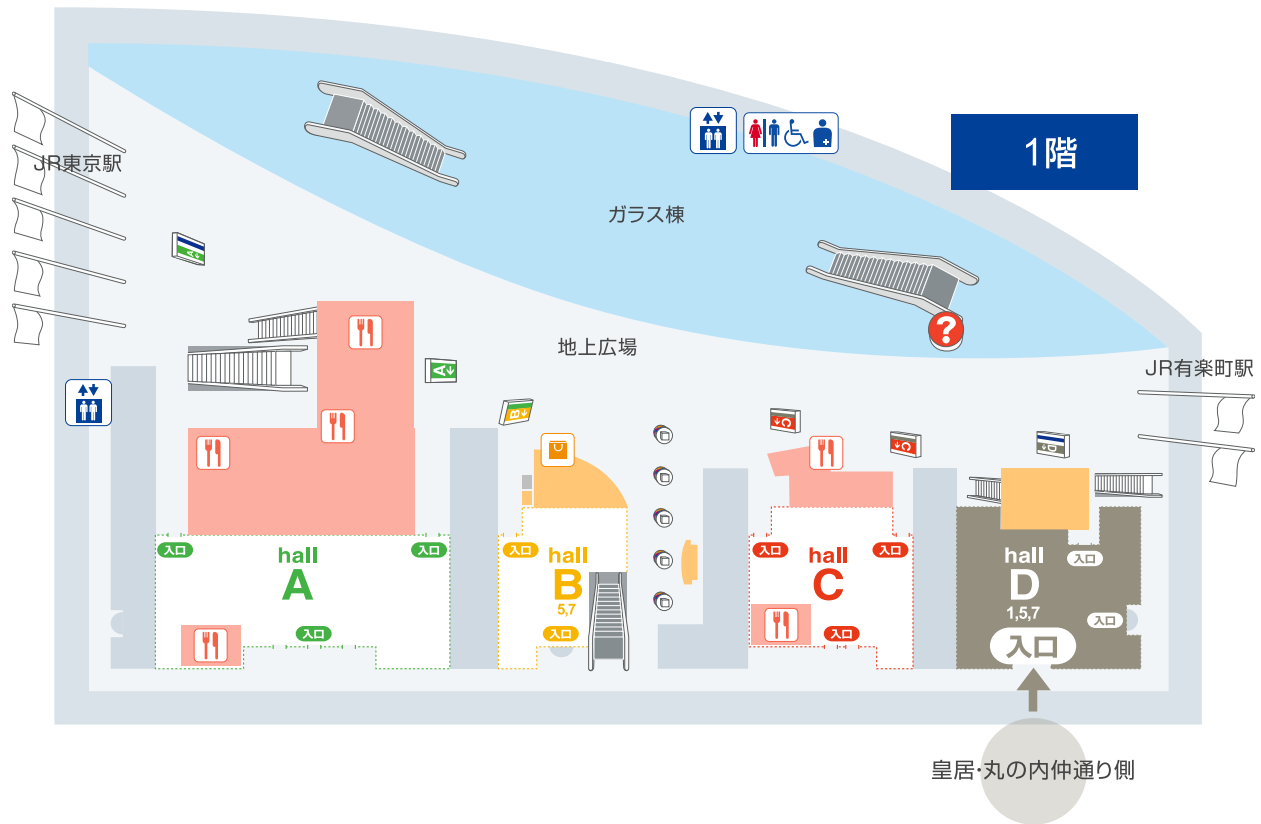 1階
JR東京駅
ガラス棟
A
地上広場
?
JR有楽町駅
A
B
C
C
D
入口
入口
入口
入口
入口
hall
A
hall
B
5,7
hall
C
hall
D
1,5,7
入口
入口
入口
入口
入口
入口
皇居・丸の内仲通り側